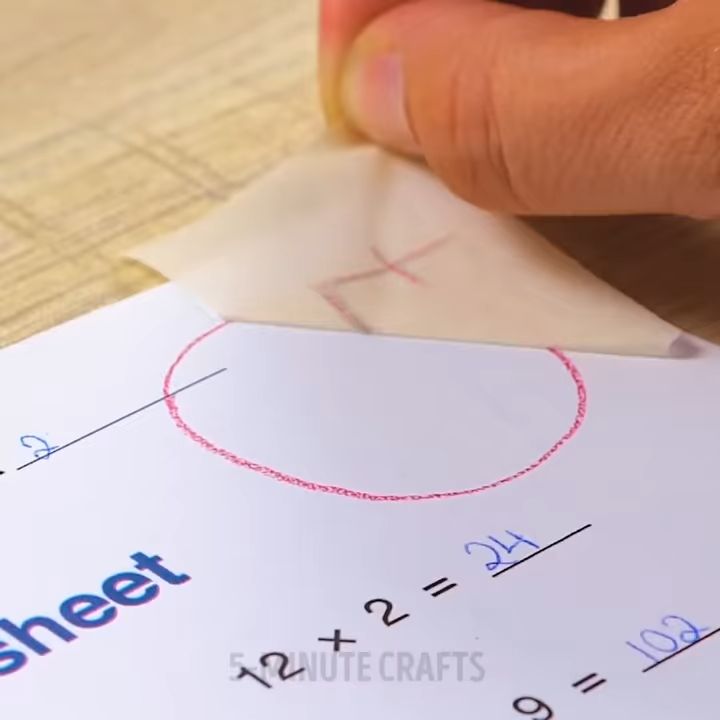 2
sheet
12 × 2 = 24
9 = 102
5-MINUTE CRAFTS